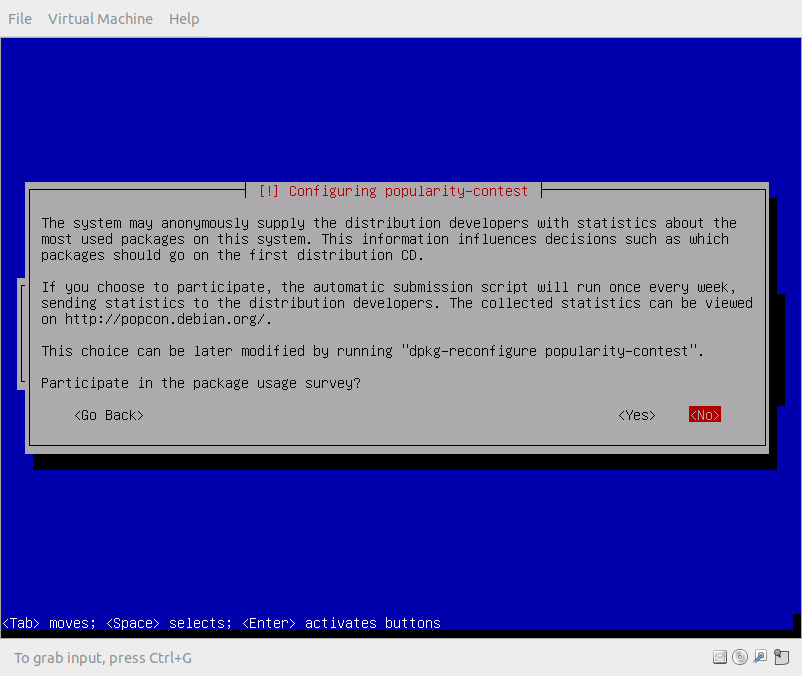 File Virtual Machine Help
[!] Configuring popularity-contest
The system may anonymously supply the distribution developers with statistics about the
most used packages on this system. This information influences decisions such as which
packages should go on the first distribution CD.
If you choose to participate, the automatic submission script will run once every week,
sending statistics to the distribution developers. The collected statistics can be viewed
on http://popcon.debian.org/.
This choice can be later modified by running "dpkg-reconfigure popularity-contest".
Participate in the package usage survey?
<Go Back> <Yes> <No>
<Tab> moves; <Space> selects; <Enter> activates buttons
To grab input, press Ctrl+G